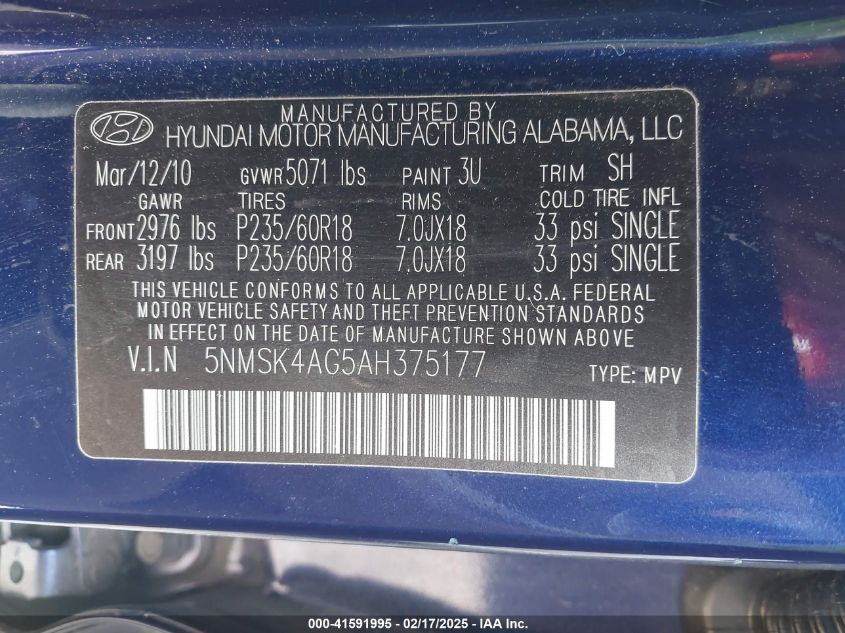 MANUFACTURED BY
HYUNDAI MOTOR MANUFACTURING ALABAMA, LLC
Mar/12/10 GVWR 5071 lbs PAINT 3U TRIM SH
GAWR TIRES RIMS COLD TIRE INFL
FRONT 2976 lbs P235/60R18 7.0JX18 33 psi SINGLE
REAR 3197 lbs P235/60R18 7.0JX18 33 psi SINGLE
THIS VEHICLE CONFORMS TO ALL APPLICABLE U.S.A. FEDERAL
MOTOR VEHICLE SAFETY AND THEFT PREVENTION STANDARDS
IN EFFECT ON THE DATE OF MANUFACTURE SHOWN ABOVE
V.I.N 5NMSK4AG5AH375177 TYPE: MPV
000-41591995 - 02/17/2025 - IAA Inc.